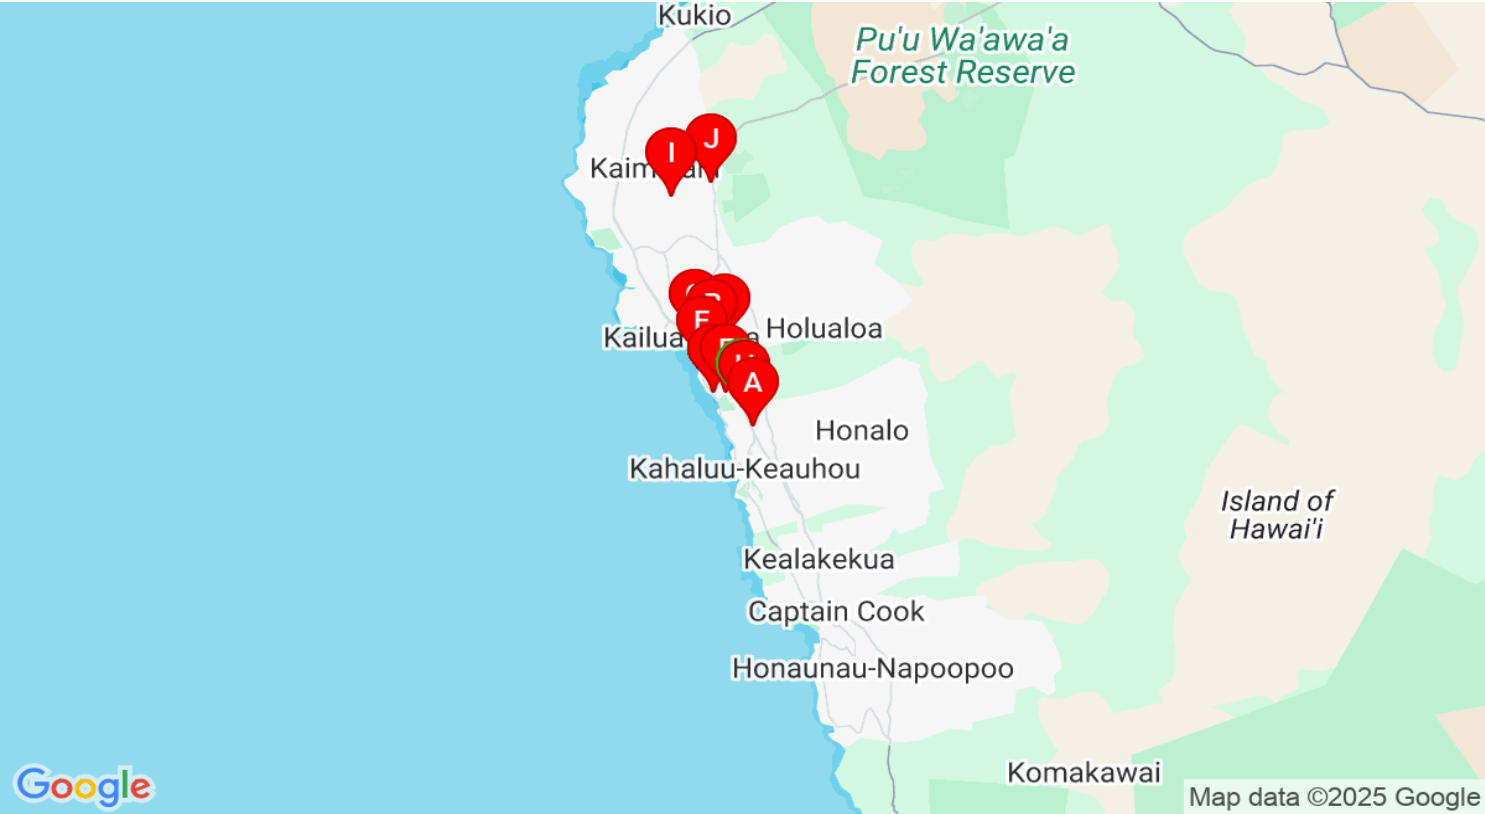 Kukio
Pu'u Wa'awa'a
Forest Reserve
J
I
Holualoa
A
Honalo
Kahaluu-Keauhou
Island of
Hawai'i
Kealakekua
Captain Cook
Honaunau-Napoopoo
Komakawai
Google
Map data ©2025 Google